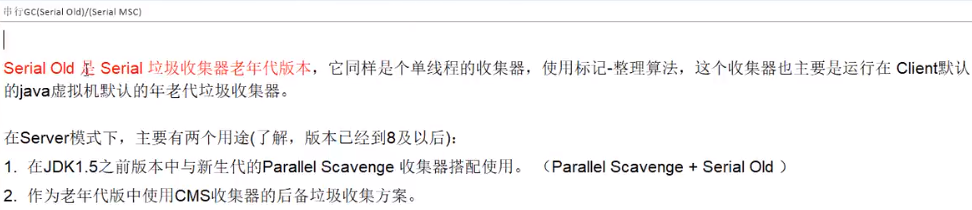 串行GC(Serial Old)/(Serial MSC)
Serial Old 是 Serial 垃圾收集器老年代版本，它同样是个单线程的收集器，使用标记-整理算法，这个收集器也主要是运行在 Client默认
的java虚拟机默认的年老代垃圾收集器。
在Server模式下，主要有两个用途(了解，版本已经到8及以后)：
1. 在JDK1.5之前版本中与新生代的Parallel Scavenge 收集器搭配使用。 （Parallel Scavenge + Serial Old ）
2. 作为老年代版中使用CMS收集器的后备垃圾收集方案。